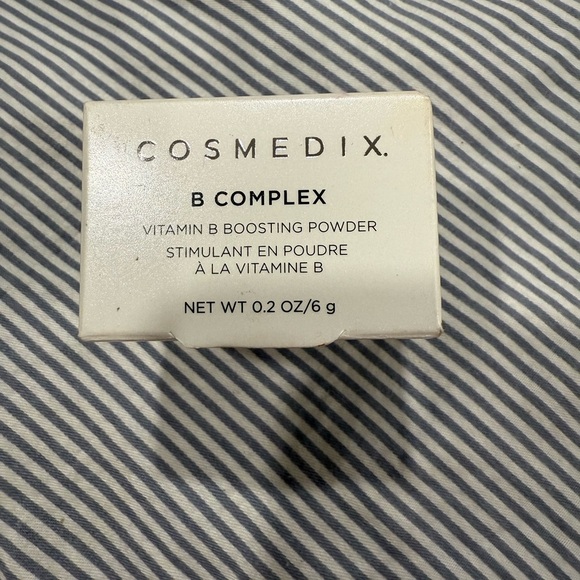 COSMEDIX.
B COMPLEX
VITAMIN B BOOSTING POWDER
STIMULANT EN POUDRE
À LA VITAMINE B
NET WT 0.2 OZ/6 g